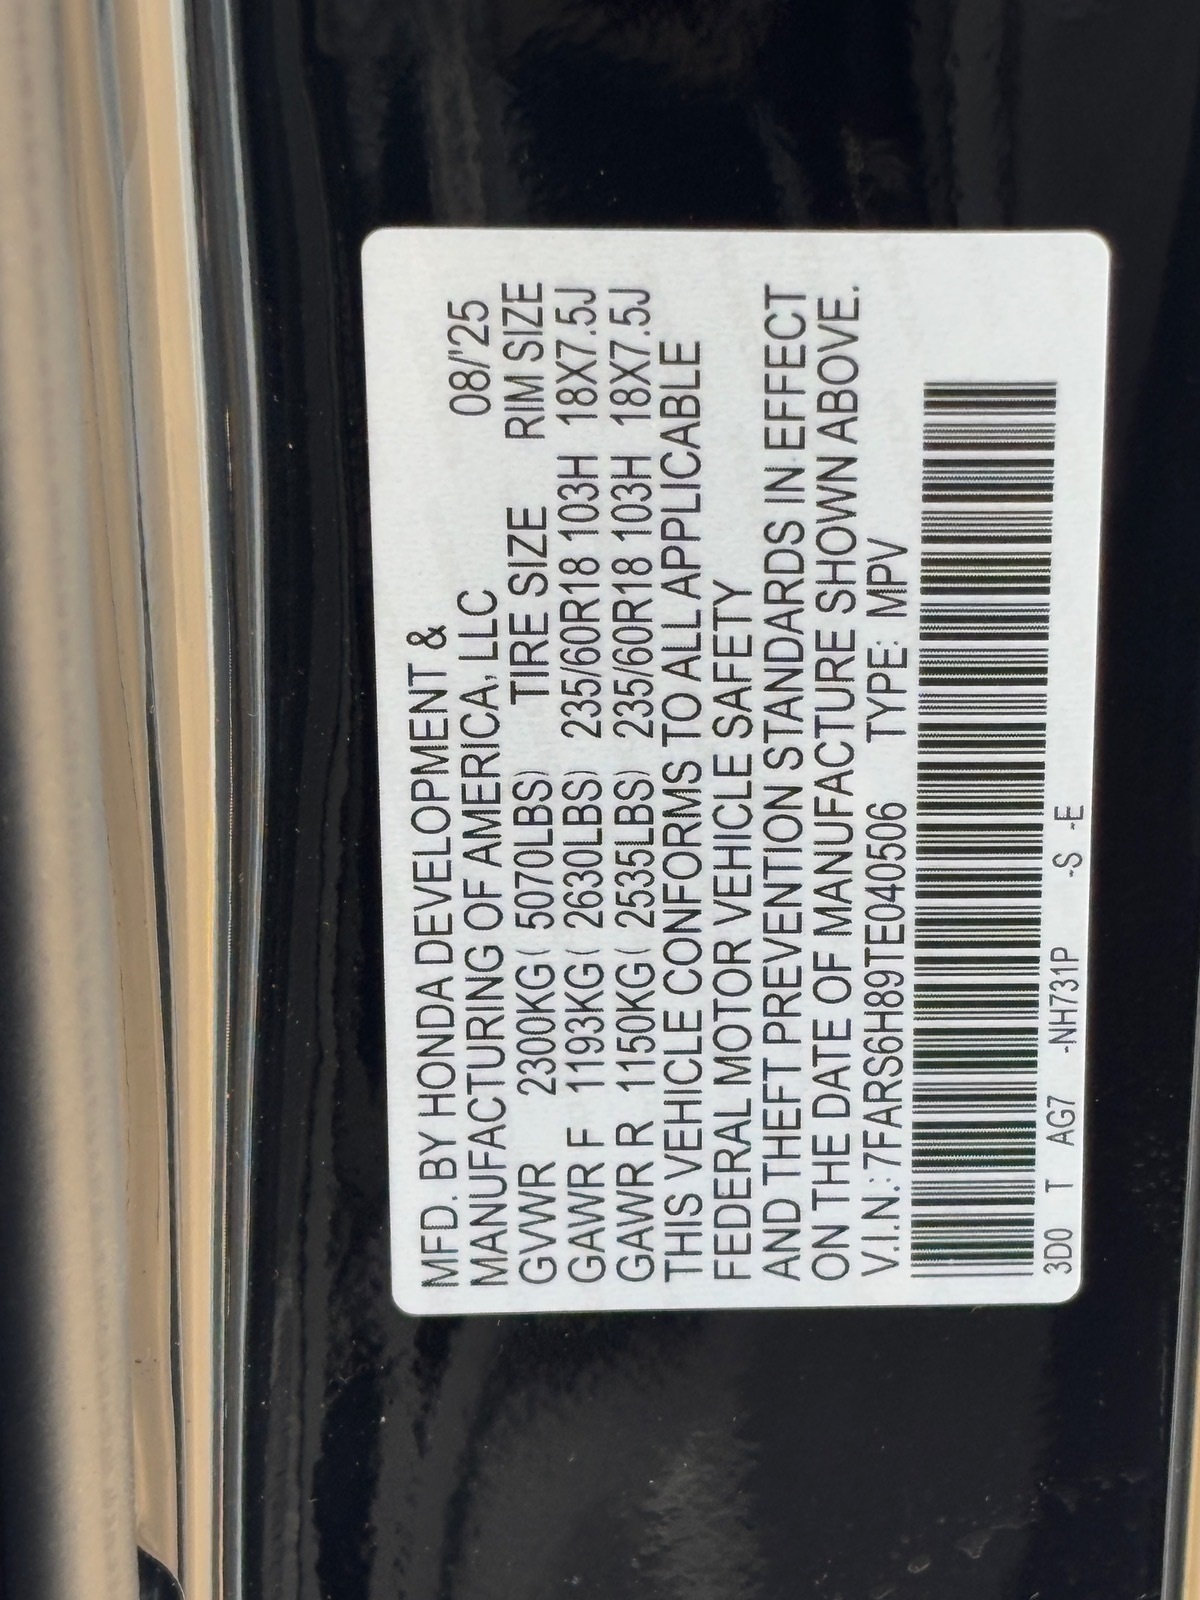 MFD. BY HONDA DEVELOPMENT &
MANUFACTURING OF AMERICA, LLC 08/'25
GVWR 2300KG( 5070LBS) TIRE SIZE RIM SIZE
GAWR F 1193KG( 2630LBS) 235/60R18 103H 18X7.5J
GAWR R 1150KG( 2535LBS) 235/60R18 103H 18X7.5J
THIS VEHICLE CONFORMS TO ALL APPLICABLE
FEDERAL MOTOR VEHICLE SAFETY
AND THEFT PREVENTION STANDARDS IN EFFECT
ON THE DATE OF MANUFACTURE SHOWN ABOVE.
V.I.N.:7FARS6H89TE040506 TYPE: MPV
3D0 T AG7 -NH731P -S -E